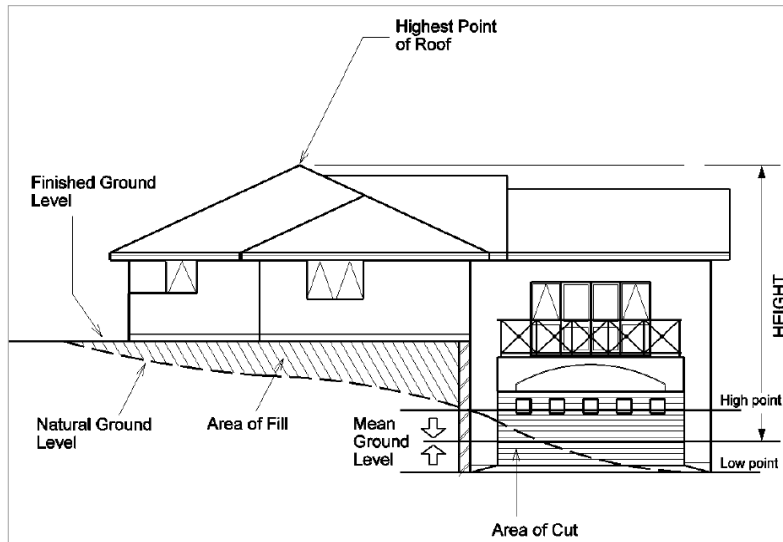 Highest Point
of Roof
Finished Ground
Level
HEIGHT
Natural Ground
Level
Area of Fill
Mean
Ground
Level
High point
Low point
Area of Cut